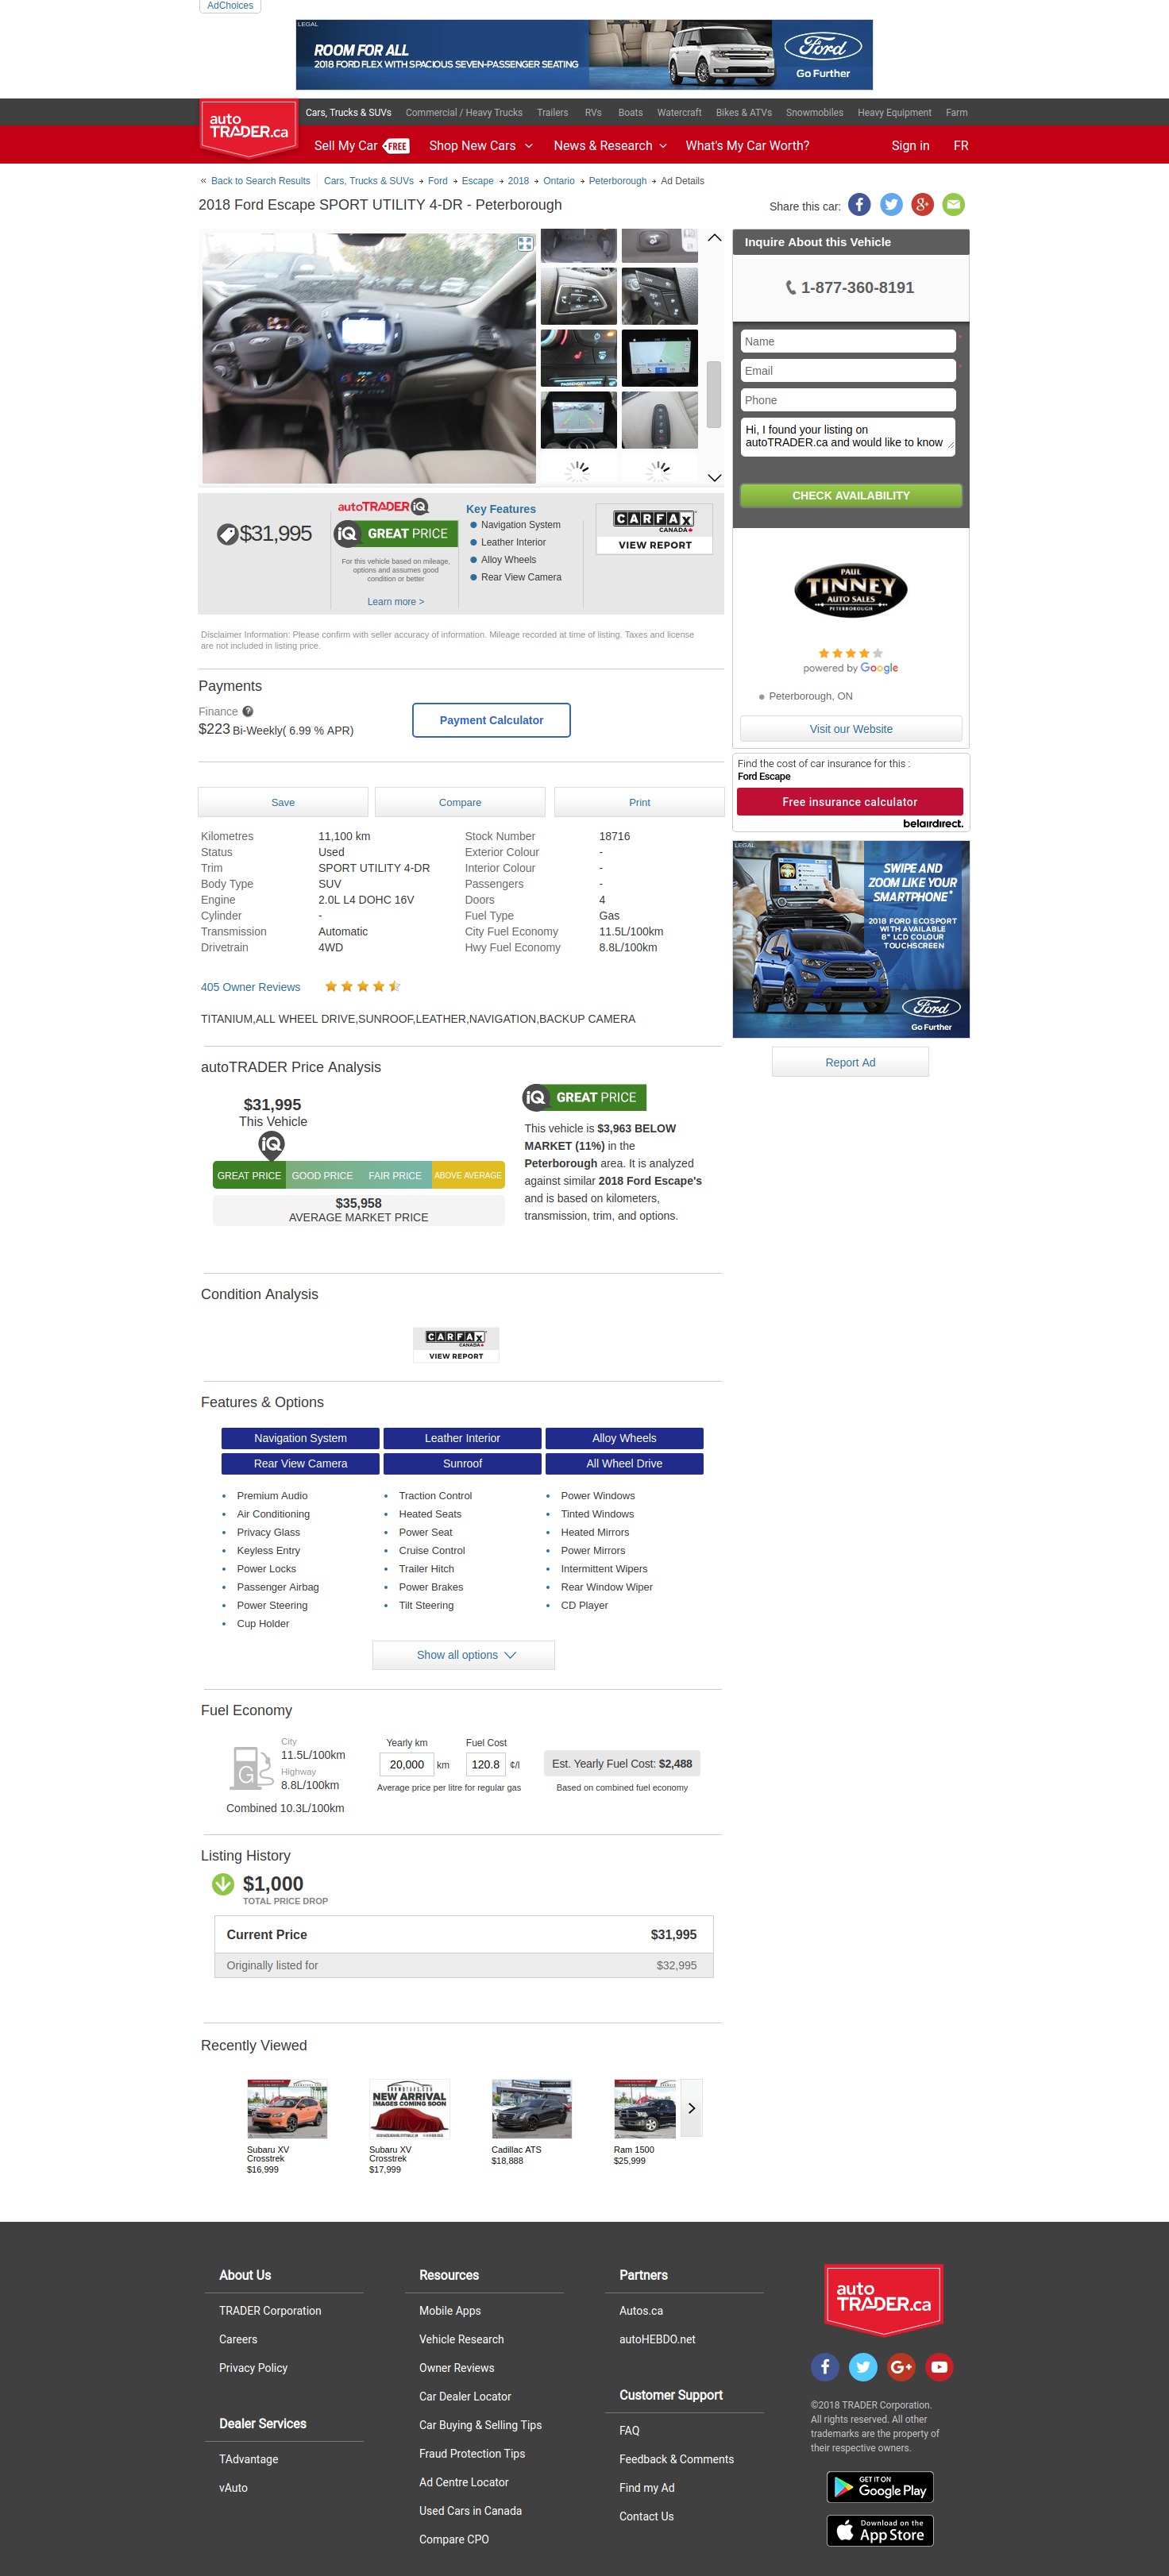 AdChoices
LEGAL
ROOM FOR ALL
2018 FORD FLEX WITH SPACIOUS SEVEN-PASSENGER SEATING
Ford
Go Further
auto
TRADER.ca
Cars, Trucks & SUVs Commercial / Heavy Trucks Trailers RVs Boats Watercraft Bikes & ATVs Snowmobiles Heavy Equipment Farm
Sell My Car FREE Shop New Cars News & Research What's My Car Worth? Sign in FR
« Back to Search Results Cars, Trucks & SUVs → Ford → Escape → 2018 → Ontario → Peterborough → Ad Details
2018 Ford Escape SPORT UTILITY 4-DR - Peterborough
Share this car:
Inquire About this Vehicle
1-877-360-8191
Name *
Email *
Phone
Hi, I found your listing on
autoTRADER.ca and would like to know
CHECK AVAILABILITY
$31,995
autoTRADER iQ
iQ GREAT PRICE
For this vehicle based on mileage,
options and assumes good
condition or better
Learn more >
Key Features
Navigation System
Leather Interior
Alloy Wheels
Rear View Camera
CARFAX
CANADA
VIEW REPORT
Disclaimer Information: Please confirm with seller accuracy of information. Mileage recorded at time of listing. Taxes and license
are not included in listing price.
PAUL
TINNEY
AUTO SALES
PETERBOROUGH
powered by Google
Peterborough, ON
Visit our Website
Payments
Finance ?
$223 Bi-Weekly( 6.99 % APR)
Payment Calculator
Find the cost of car insurance for this :
Ford Escape
Free insurance calculator
belairdirect.
Save Compare Print
Kilometres 11,100 km Stock Number 18716
Status Used Exterior Colour -
Trim SPORT UTILITY 4-DR Interior Colour -
Body Type SUV Passengers -
Engine 2.0L L4 DOHC 16V Doors 4
Cylinder - Fuel Type Gas
Transmission Automatic City Fuel Economy 11.5L/100km
Drivetrain 4WD Hwy Fuel Economy 8.8L/100km
405 Owner Reviews
TITANIUM,ALL WHEEL DRIVE,SUNROOF,LEATHER,NAVIGATION,BACKUP CAMERA
LEGAL
SWIPE AND
ZOOM LIKE YOUR
SMARTPHONE*
2018 FORD ECOSPORT
WITH AVAILABLE
8" LCD COLOUR
TOUCHSCREEN
Ford
Go Further
Report Ad
autoTRADER Price Analysis
$31,995
This Vehicle
iQ
GREAT PRICE GOOD PRICE FAIR PRICE ABOVE AVERAGE
$35,958
AVERAGE MARKET PRICE
iQ GREAT PRICE
This vehicle is $3,963 BELOW
MARKET (11%) in the
Peterborough area. It is analyzed
against similar 2018 Ford Escape's
and is based on kilometers,
transmission, trim, and options.
Condition Analysis
CARFAX
CANADA
VIEW REPORT
Features & Options
Navigation System Leather Interior Alloy Wheels
Rear View Camera Sunroof All Wheel Drive
Premium Audio Traction Control Power Windows
Air Conditioning Heated Seats Tinted Windows
Privacy Glass Power Seat Heated Mirrors
Keyless Entry Cruise Control Power Mirrors
Power Locks Trailer Hitch Intermittent Wipers
Passenger Airbag Power Brakes Rear Window Wiper
Power Steering Tilt Steering CD Player
Cup Holder
Show all options
Fuel Economy
G
City
11.5L/100km
Highway
8.8L/100km
Combined 10.3L/100km
Yearly km Fuel Cost
20,000 km 120.8 ¢/l
Average price per litre for regular gas
Est. Yearly Fuel Cost: $2,488
Based on combined fuel economy
Listing History
$1,000
TOTAL PRICE DROP
Current Price $31,995
Originally listed for $32,995
Recently Viewed
NEW ARRIVAL
IMAGES COMING SOON
Subaru XV
Crosstrek
$16,999
Subaru XV
Crosstrek
$17,999
Cadillac ATS
$18,888
Ram 1500
$25,999
About Us
TRADER Corporation
Careers
Privacy Policy
Dealer Services
TAdvantage
vAuto
Resources
Mobile Apps
Vehicle Research
Owner Reviews
Car Dealer Locator
Car Buying & Selling Tips
Fraud Protection Tips
Ad Centre Locator
Used Cars in Canada
Compare CPO
Partners
Autos.ca
autoHEBDO.net
Customer Support
FAQ
Feedback & Comments
Find my Ad
Contact Us
auto
TRADER.ca
©2018 TRADER Corporation.
All rights reserved. All other
trademarks are the property of
their respective owners.
GET IT ON
Google Play
Download on the
App Store